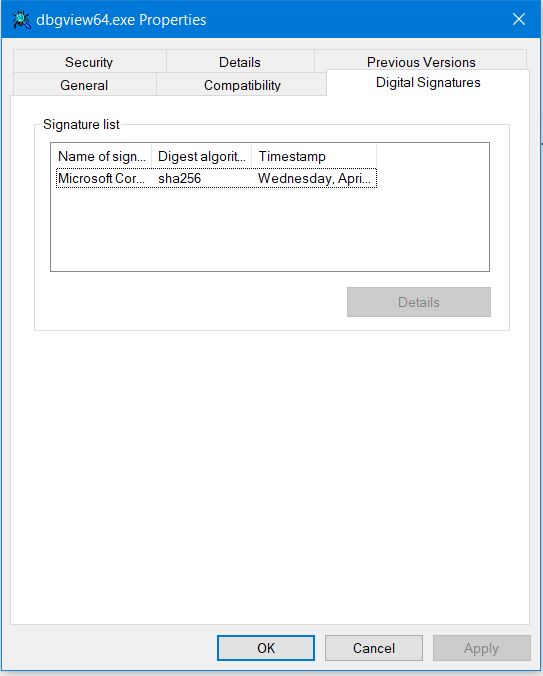 dbgview64.exe Properties
Security Details Previous Versions
General Compatibility Digital Signatures
Signature list
Name of sign... Digest algorit... Timestamp
Microsoft Cor... sha256 Wednesday, Apri...
Details
OK Cancel Apply